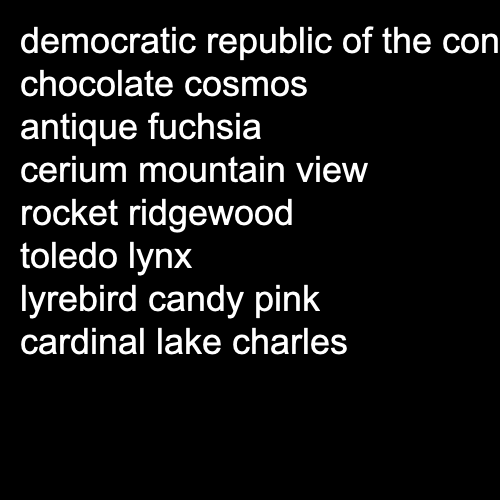 democratic republic of the con
chocolate cosmos
antique fuchsia
cerium mountain view
rocket ridgewood
toledo lynx
lyrebird candy pink
cardinal lake charles